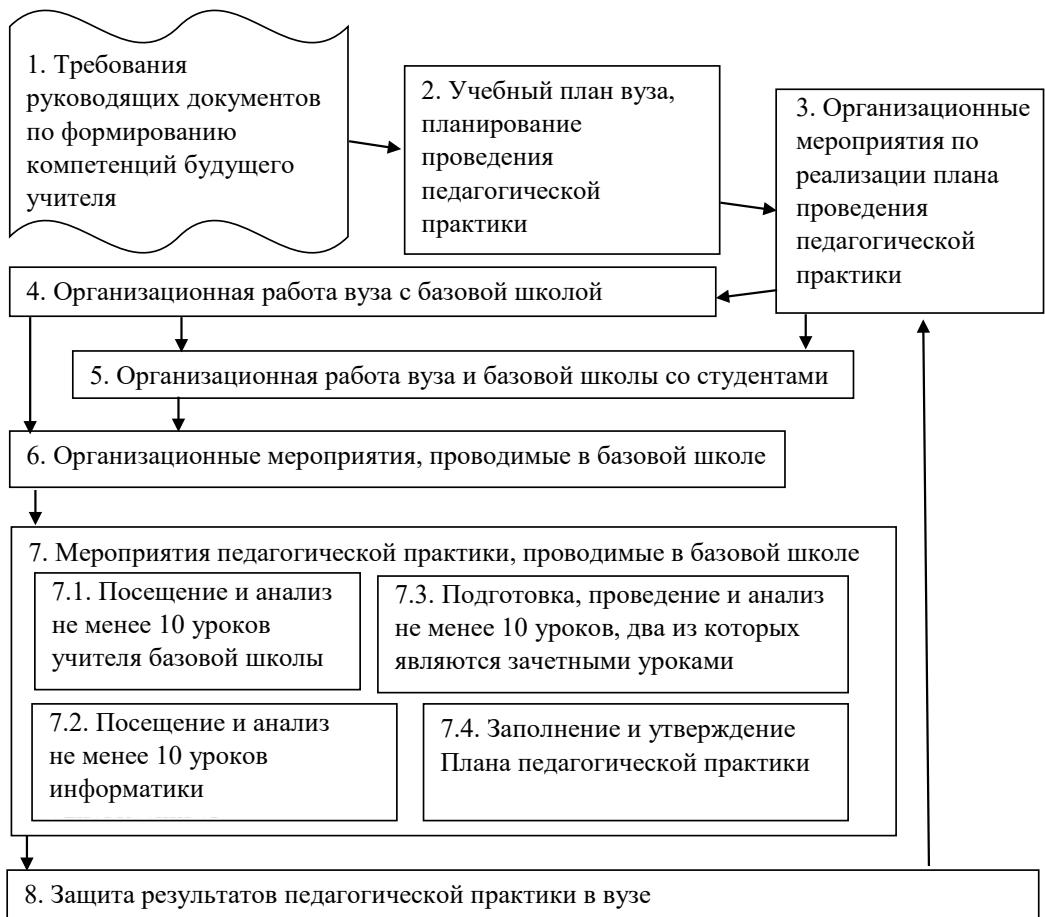 1. Требования
руководящих документов
по формированию
компетенций будущего
учителя
2. Учебный план вуза,
планирование
проведения
педагогической
практики
3. Организационные
мероприятия по
реализации плана
проведения
педагогической
практики
4. Организационная работа вуза с базовой школой
5. Организационная работа вуза и базовой школы со студентами
6. Организационные мероприятия, проводимые в базовой школе
7. Мероприятия педагогической практики, проводимые в базовой школе
7.1. Посещение и анализ
не менее 10 уроков
учителя базовой школы
7.3. Подготовка, проведение и анализ
не менее 10 уроков, два из которых
являются зачетными уроками
7.2. Посещение и анализ
не менее 10 уроков
информатики
7.4. Заполнение и утверждение
Плана педагогической практики
8. Защита результатов педагогической практики в вузе